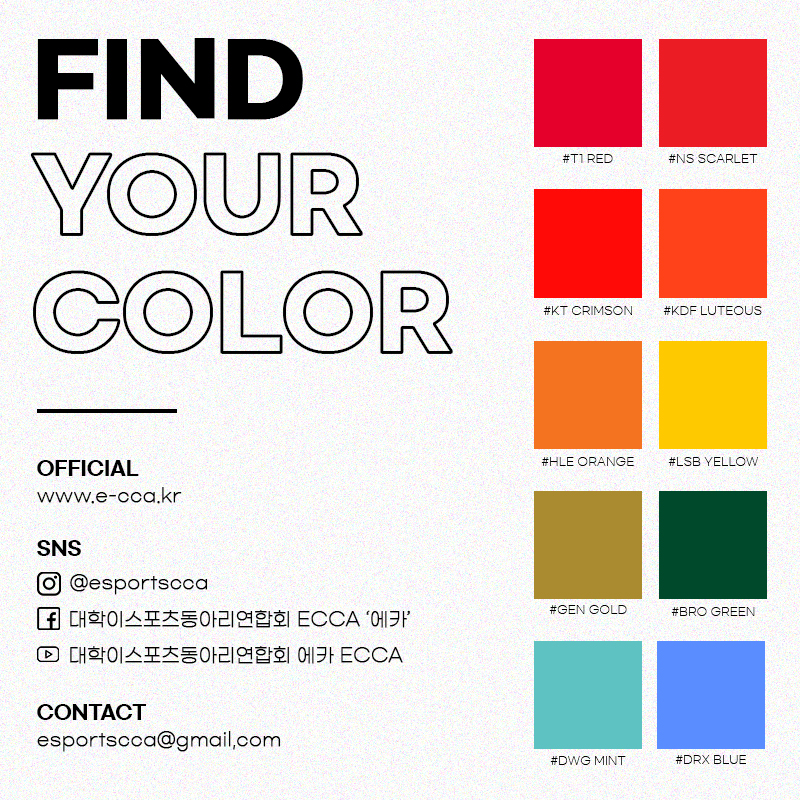 FIND
YOUR
COLOR
OFFICIAL
www.e-cca.kr
SNS
@esportscca
대학이스포츠동아리연합회 ECCA ‘에카’
대학이스포츠동아리연합회 에카 ECCA
CONTACT
esportscca@gmail,com
#T1 RED
#NS SCARLET
#KT CRIMSON
#KDF LUTEOUS
#HLE ORANGE
#LSB YELLOW
#GEN GOLD
#BRO GREEN
#DWG MINT
#DRX BLUE